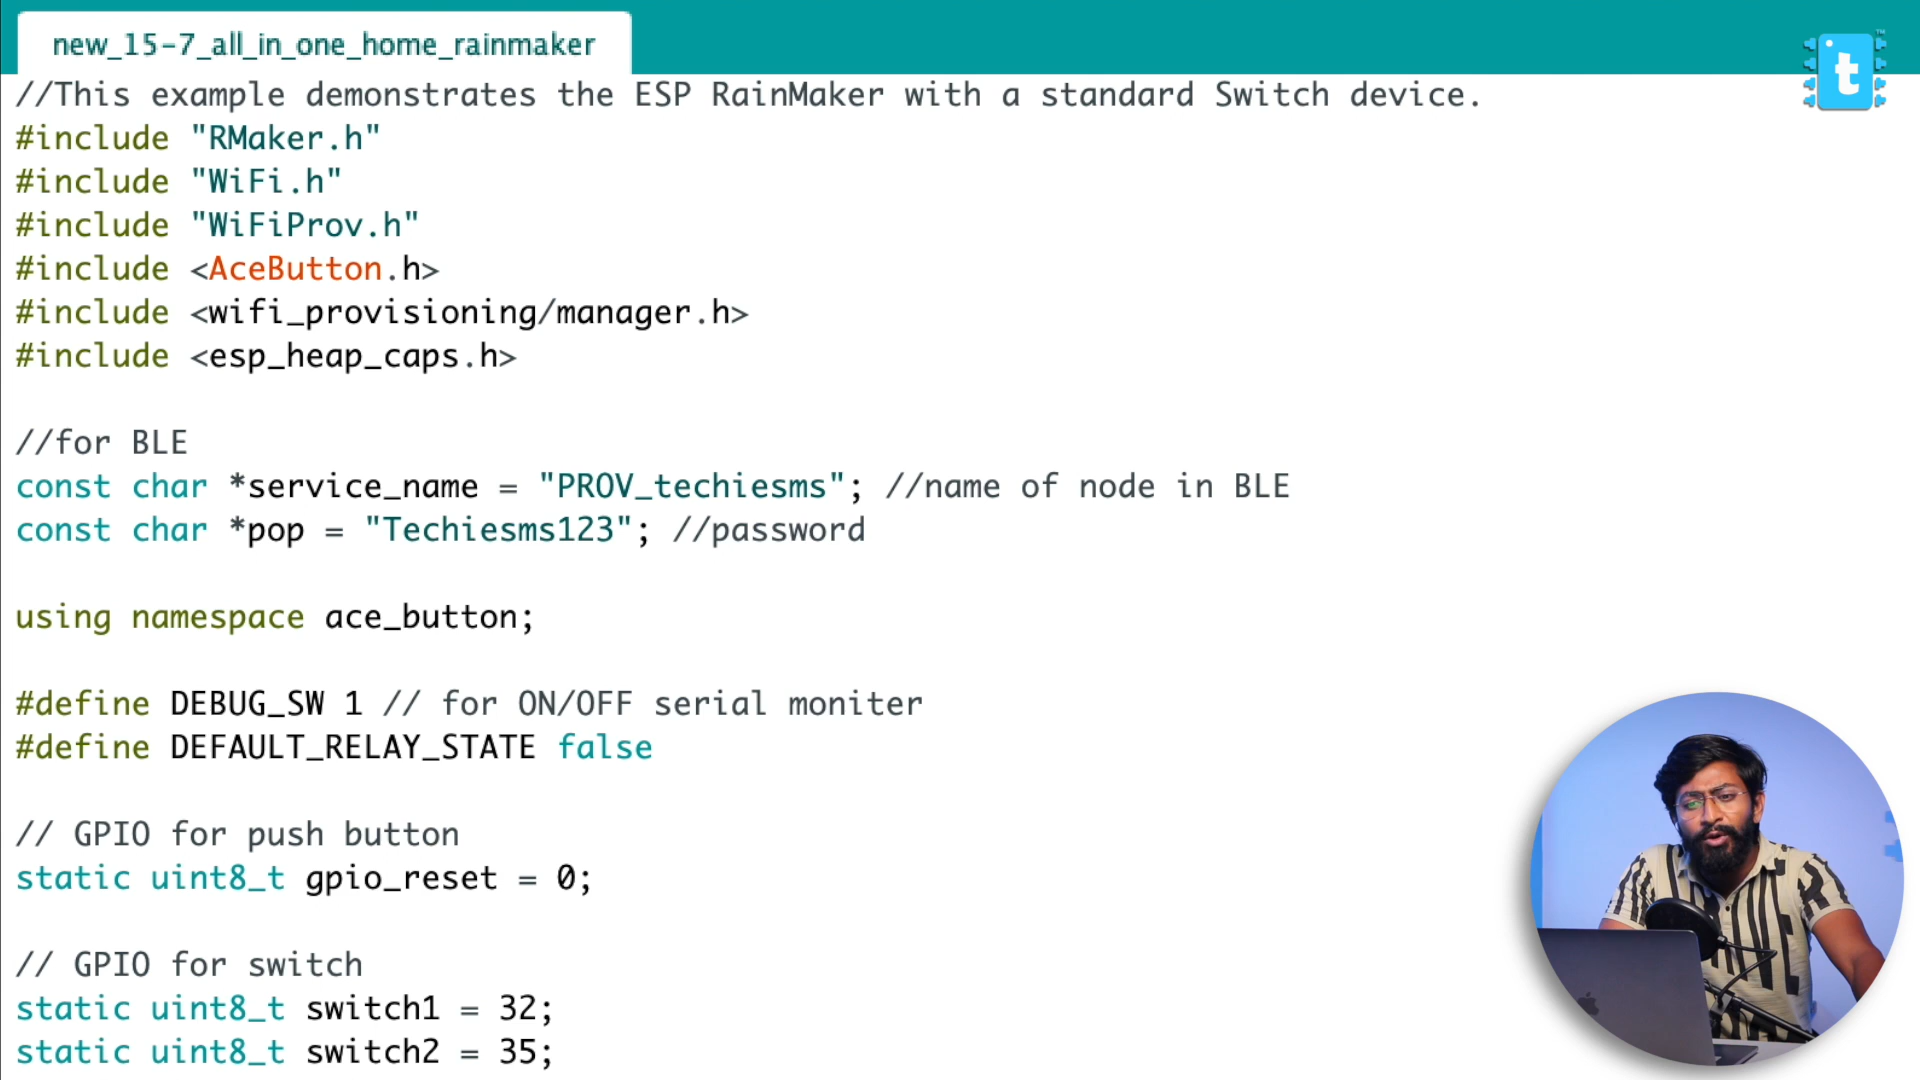 new_15-7_all_in_one_home_rainmaker
t
//This example demonstrates the ESP RainMaker with a standard Switch device.
#include "RMaker.h"
#include "WiFi.h"
#include "WiFiProv.h"
#include <AceButton.h>
#include <wifi_provisioning/manager.h>
#include <esp_heap_caps.h>
//for BLE
const char *service_name = "PROV_techiesms"; //name of node in BLE
const char *pop = "Techiesms123"; //password
using namespace ace_button;
#define DEBUG_SW 1 // for ON/OFF serial moniter
#define DEFAULT_RELAY_STATE false
// GPIO for push button
static uint8_t gpio_reset = 0;
// GPIO for switch
static uint8_t switch1 = 32;
static uint8_t switch2 = 35;